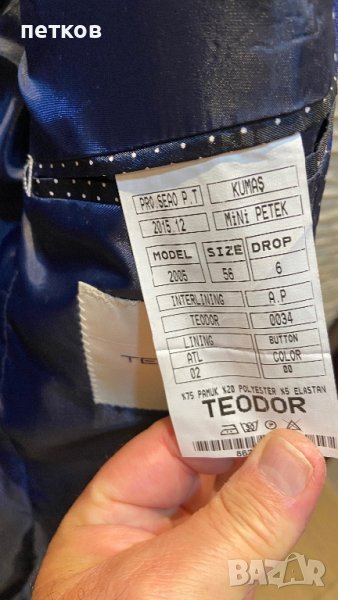 петков
PRO.SEAO P.T KUMAŞ
2015.12 MiNi PETEK
MODEL SIZE DROP
2005 56 6
INTERLINING A.P
TEODOR 0034
LINING BUTTON
ATL COLOR
02 00
%75 PAMUK %20 POLYESTER %5 ELASTAN
TEODOR
BAZAR